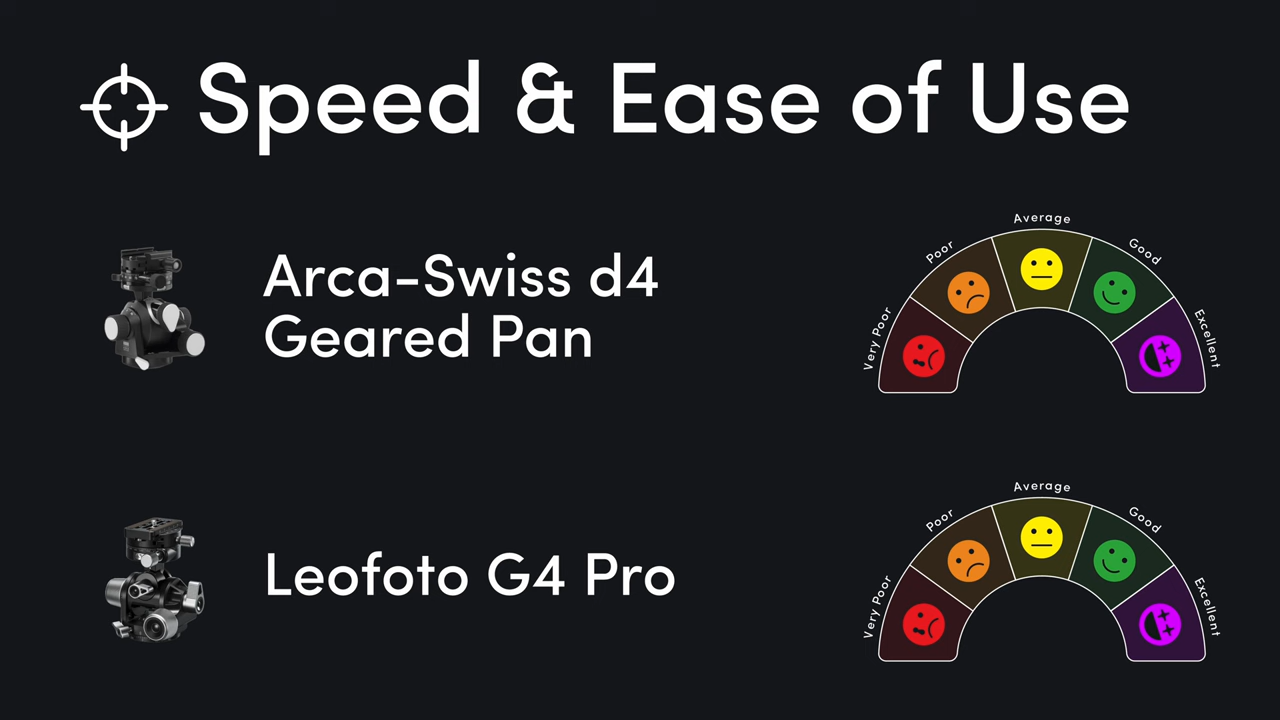 Speed & Ease of Use
Arca-Swiss d4
Geared Pan
Very Poor
Poor
Average
Good
Excellent
Leofoto G4 Pro
Very Poor
Poor
Average
Good
Excellent